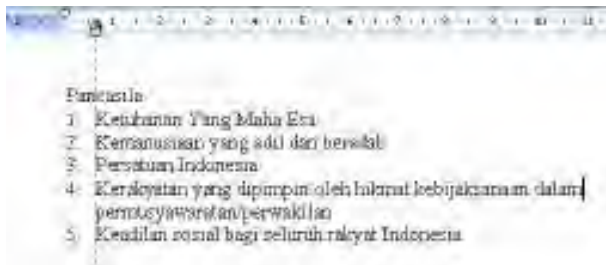 Pancasila
1. Ketuhanan Yang Maha Esa
2. Kemanusiaan yang adil dan beradab
3. Persatuan Indonesia
4. Kerakyatan yang dipimpin oleh hikmat kebijaksanaan dalam
permusyawaratan/perwakilan
5. Keadilan sosial bagi seluruh rakyat Indonesia